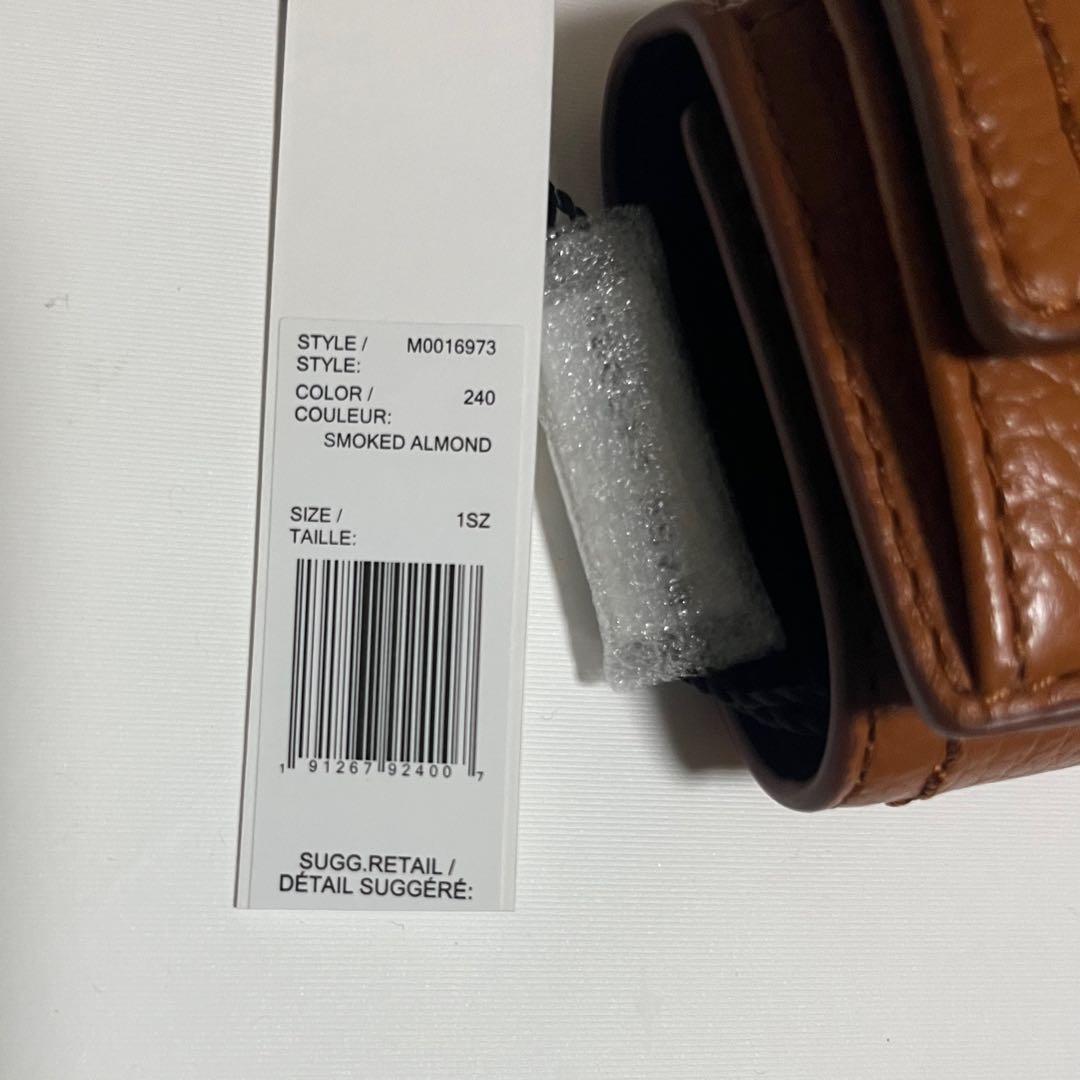 STYLE / M0016973
STYLE:
COLOR / 240
COULEUR:
SMOKED ALMOND
SIZE / 1SZ
TAILLE:
1 91267 92400 7
SUGG.RETAIL /
DÉTAIL SUGGÉRÉ: